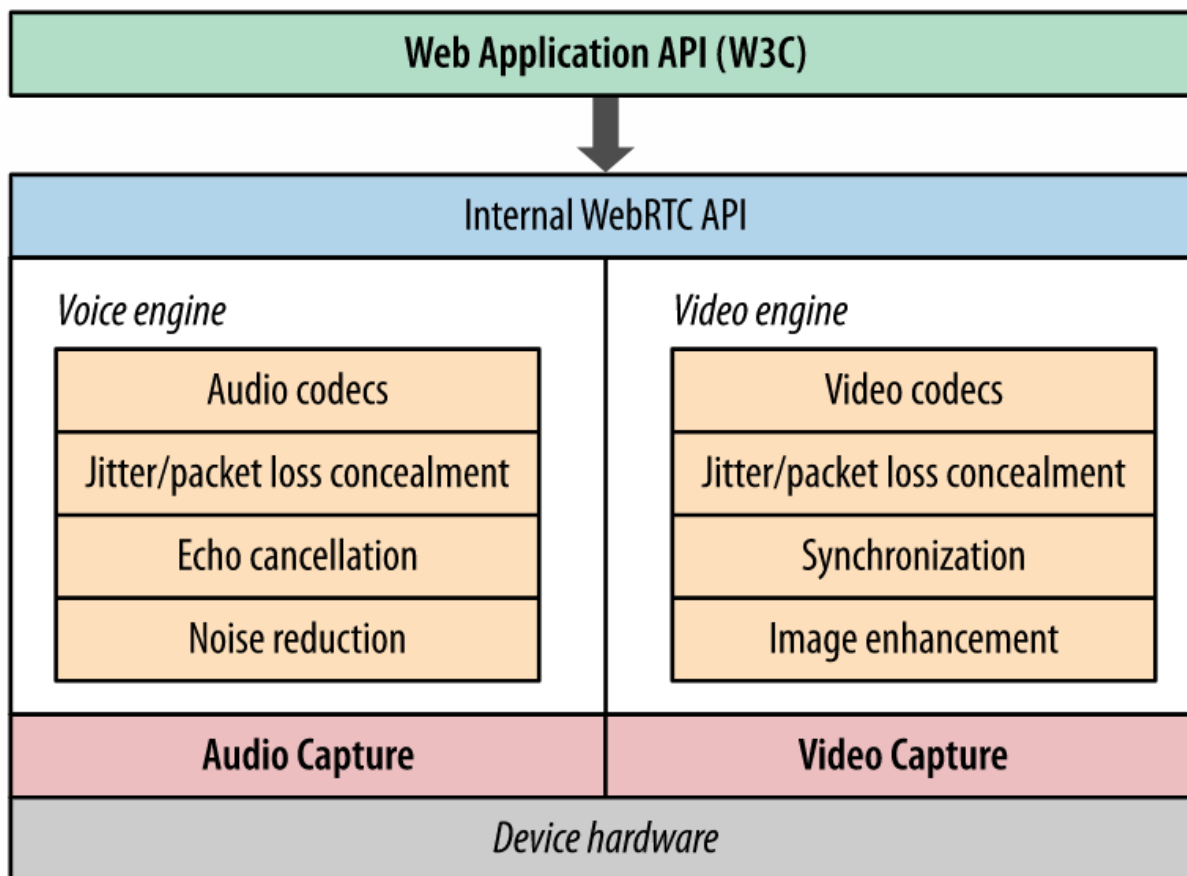 Web Application API (W3C)
Internal WebRTC API
Voice engine
Audio codecs
Jitter/packet loss concealment
Echo cancellation
Noise reduction
Video engine
Video codecs
Jitter/packet loss concealment
Synchronization
Image enhancement
Audio Capture
Video Capture
Device hardware